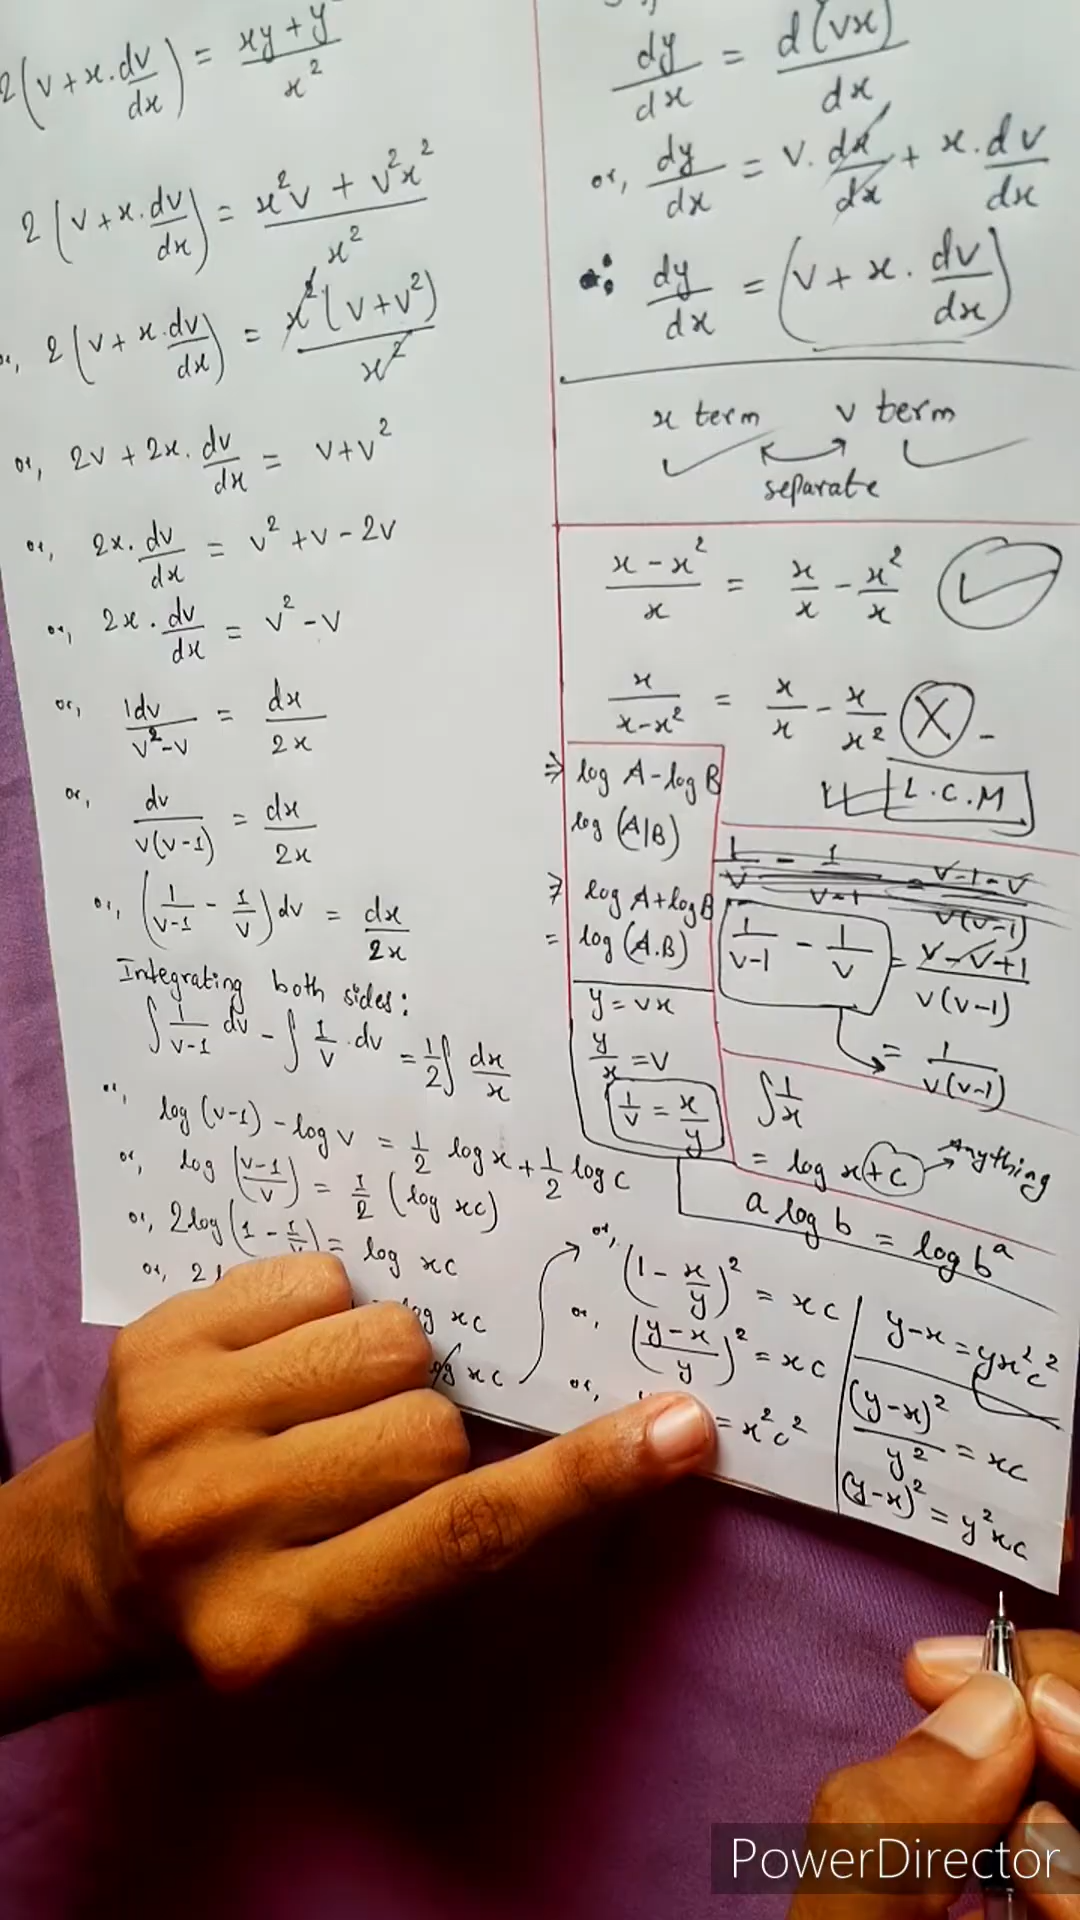 2(v+x.dv/dx) = xy+y/x²
2(v+x.dv/dx) = x²v + v²x²/x²
2(v+x.dv/dx) = x²(v+v²)/x²
or, 2v + 2x.dv/dx = v+v²
or, 2x.dv/dx = v²+v-2v
or, 2x.dv/dx = v²-v
or, 1dv/v²-v = dx/2x
or, dv/v(v-1) = dx/2x
or, (1/v-1 - 1/v)dv = dx/2x
Integrating both sides:
∫1/v-1 dv - ∫1/v.dv = 1/2∫dx/x
log(v-1) - log v = 1/2 log x + 1/2 log c
or, log(v-1/v) = 1/2(log xc)
or, 2log(1-1/v) = log xc
or, 2
log xc
log xc
dy/dx = d(vx)/dx
or, dy/dx = v.dx/dx + x.dv/dx
∴ dy/dx = (v+x.dv/dx)
x term v term
separate
x-x²/x = x/x - x²/x ✓
x/x-x² = x/x - x/x² X -
L.C.M
⇒ log A-log B
log (A|B)
log A+log B
= log (A.B)
y = vx
y/x = v
1/v = x/y
1/v - 1/v-1 = v-1-v/v(v-1)
1/v-1 - 1/v = v-v+1/v(v-1)
= 1/v(v-1)
∫1/x
= log x+c → Anything
a log b = log bᵃ
or, (1-x/y)² = xc
or, (y-x/y)² = xc
or, = x²c²
y-x = yx²c²
(y-x)²/y² = xc
(y-x)² = y²xc
PowerDirector